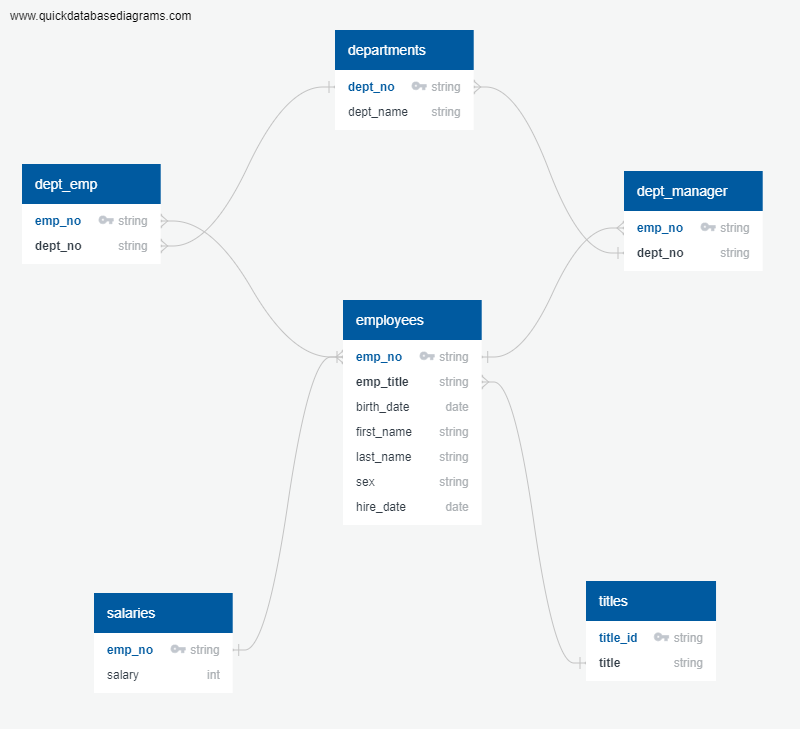 www.quickdatabasediagrams.com
departments
dept_no string
dept_name string
dept_emp
emp_no string
dept_no string
dept_manager
emp_no string
dept_no string
employees
emp_no string
emp_title string
birth_date date
first_name string
last_name string
sex string
hire_date date
salaries
emp_no string
salary int
titles
title_id string
title string